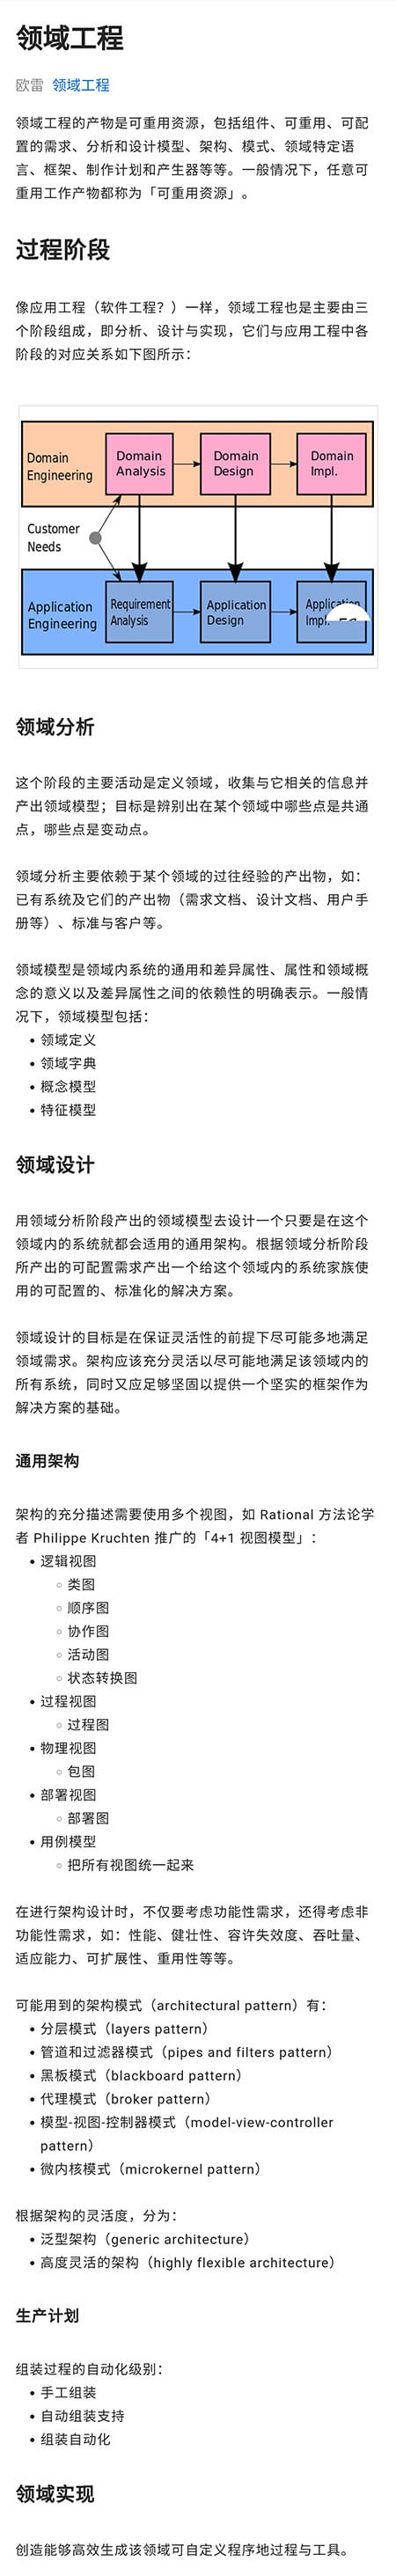 领域工程
欧雷 领域工程
领域工程的产物是可重用资源，包括组件、可重用、可配
置的需求、分析和设计模型、架构、模式、领域特定语
言、框架、制作计划和产生器等等。一般情况下，任意可
重用工作产物都称为「可重用资源」。
过程阶段
像应用工程（软件工程？）一样，领域工程也是主要由三
个阶段组成，即分析、设计与实现，它们与应用工程中各
阶段的对应关系如下图所示：
Domain
Engineering
Domain
Analysis
Domain
Design
Domain
Impl.
Customer
Needs
Application
Engineering
Requirement
Analysis
Application
Design
Application
Impl.
领域分析
这个阶段的主要活动是定义领域，收集与它相关的信息并
产出领域模型；目标是辨别出在某个领域中哪些点是共通
点，哪些点是变动点。
领域分析主要依赖于某个领域的过往经验的产出物，如：
已有系统及它们的产出物（需求文档、设计文档、用户手
册等）、标准与客户等。
领域模型是领域内系统的通用和差异属性、属性和领域概
念的意义以及差异属性之间的依赖性的明确表示。一般情
况下，领域模型包括：
• 领域定义
• 领域字典
• 概念模型
• 特征模型
领域设计
用领域分析阶段产出的领域模型去设计一个只要是在这个
领域内的系统就都会适用的通用架构。根据领域分析阶段
所产出的可配置需求产出一个给这个领域内的系统家族使
用的可配置的、标准化的解决方案。
领域设计的目标是在保证灵活性的前提下尽可能多地满足
领域需求。架构应该充分灵活以尽可能地满足该领域内的
所有系统，同时又应足够坚固以提供一个坚实的框架作为
解决方案的基础。
通用架构
架构的充分描述需要使用多个视图，如 Rational 方法论学
者 Philippe Kruchten 推广的「4+1 视图模型」：
• 逻辑视图
◦ 类图
◦ 顺序图
◦ 协作图
◦ 活动图
◦ 状态转换图
• 过程视图
◦ 过程图
• 物理视图
◦ 包图
• 部署视图
◦ 部署图
• 用例模型
◦ 把所有视图统一起来
在进行架构设计时，不仅要考虑功能性需求，还得考虑非
功能性需求，如：性能、健壮性、容许失效度、吞吐量、
适应能力、可扩展性、重用性等等。
可能用到的架构模式（architectural pattern）有：
• 分层模式（layers pattern）
• 管道和过滤器模式（pipes and filters pattern）
• 黑板模式（blackboard pattern）
• 代理模式（broker pattern）
• 模型-视图-控制器模式（model-view-controller
pattern）
• 微内核模式（microkernel pattern）
根据架构的灵活度，分为：
• 泛型架构（generic architecture）
• 高度灵活的架构（highly flexible architecture）
生产计划
组装过程的自动化级别：
• 手工组装
• 自动组装支持
• 组装自动化
领域实现
创造能够高效生成该领域可自定义程序地过程与工具。